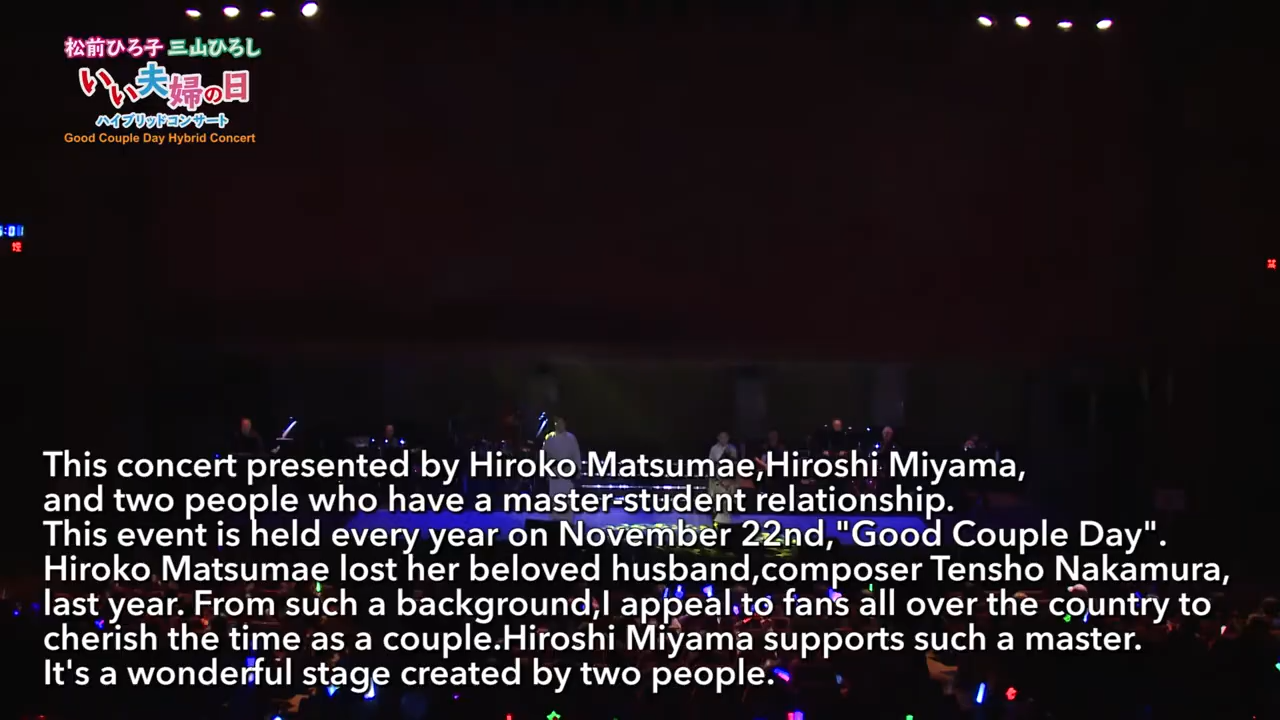 松前ひろ子 三山ひろし
いい夫婦の日
ハイブリッドコンサート
Good Couple Day Hybrid Concert
:01
This concert presented by Hiroko Matsumae,Hiroshi Miyama,
and two people who have a master-student relationship.
This event is held every year on November 22nd,"Good Couple Day".
Hiroko Matsumae lost her beloved husband,composer Tensho Nakamura,
last year. From such a background,I appeal to fans all over the country to
cherish the time as a couple.Hiroshi Miyama supports such a master.
It's a wonderful stage created by two people.